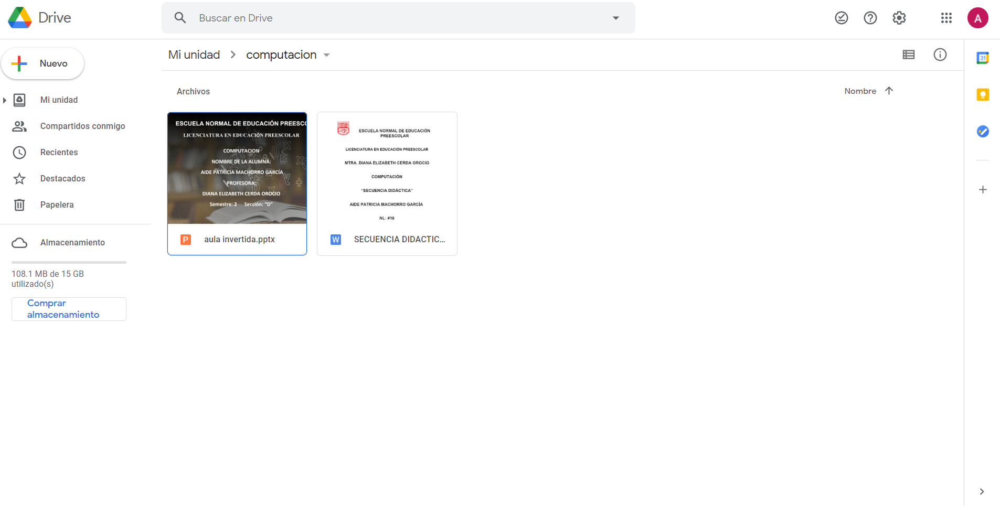 Drive
Buscar en Drive
A
Nuevo
Mi unidad
Compartidos conmigo
Recientes
Destacados
Papelera
Almacenamiento
108.1 MB de 15 GB
utilizado(s)
Comprar
almacenamiento
Mi unidad > computacion
Archivos
Nombre
ESCUELA NORMAL DE EDUCACIÓN PREESCO
LICENCIATURA EN EDUCACIÓN PREESCOLAR
COMPUTACION
NOMBRE DE LA ALUMNA:
AIDE PATRICIA MACHORRO GARCÍA
PROFESORA:
DIANA ELIZABETH CERDA OROCIO
Semestre: 2 Sección: “D”
P aula invertida.pptx
ESCUELA NORMAL DE EDUCACIÓN
PREESCOLAR
LICENCIATURA EN EDUCACIÓN PREESCOLAR
MTRA. DIANA ELIZABETH CERDA OROCIO
COMPUTACIÓN
“SECUENCIA DIDÁCTICA”
AIDE PATRICIA MACHORRO GARCÍA
NL: #16
W SECUENCIA DIDACTIC...
31